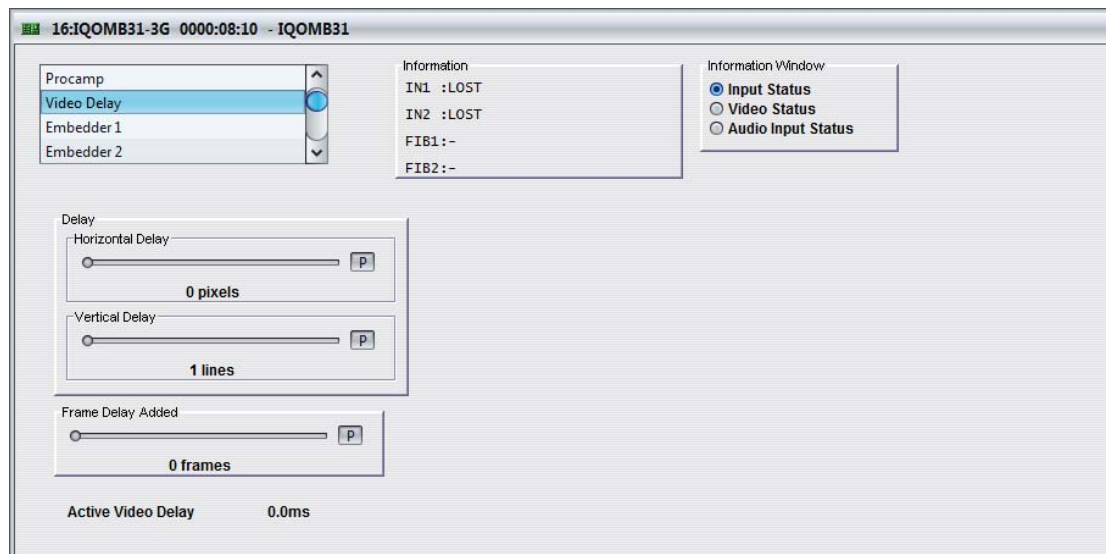 16:IQOMB31-3G 0000:08:10 - IQOMB31
Procamp
Video Delay
Embedder 1
Embedder 2
Information
IN1 :LOST
IN2 :LOST
FIB1:-
FIB2:-
Information Window
Input Status
Video Status
Audio Input Status
Delay
Horizontal Delay
P
0 pixels
Vertical Delay
P
1 lines
Frame Delay Added
P
0 frames
Active Video Delay 0.0ms